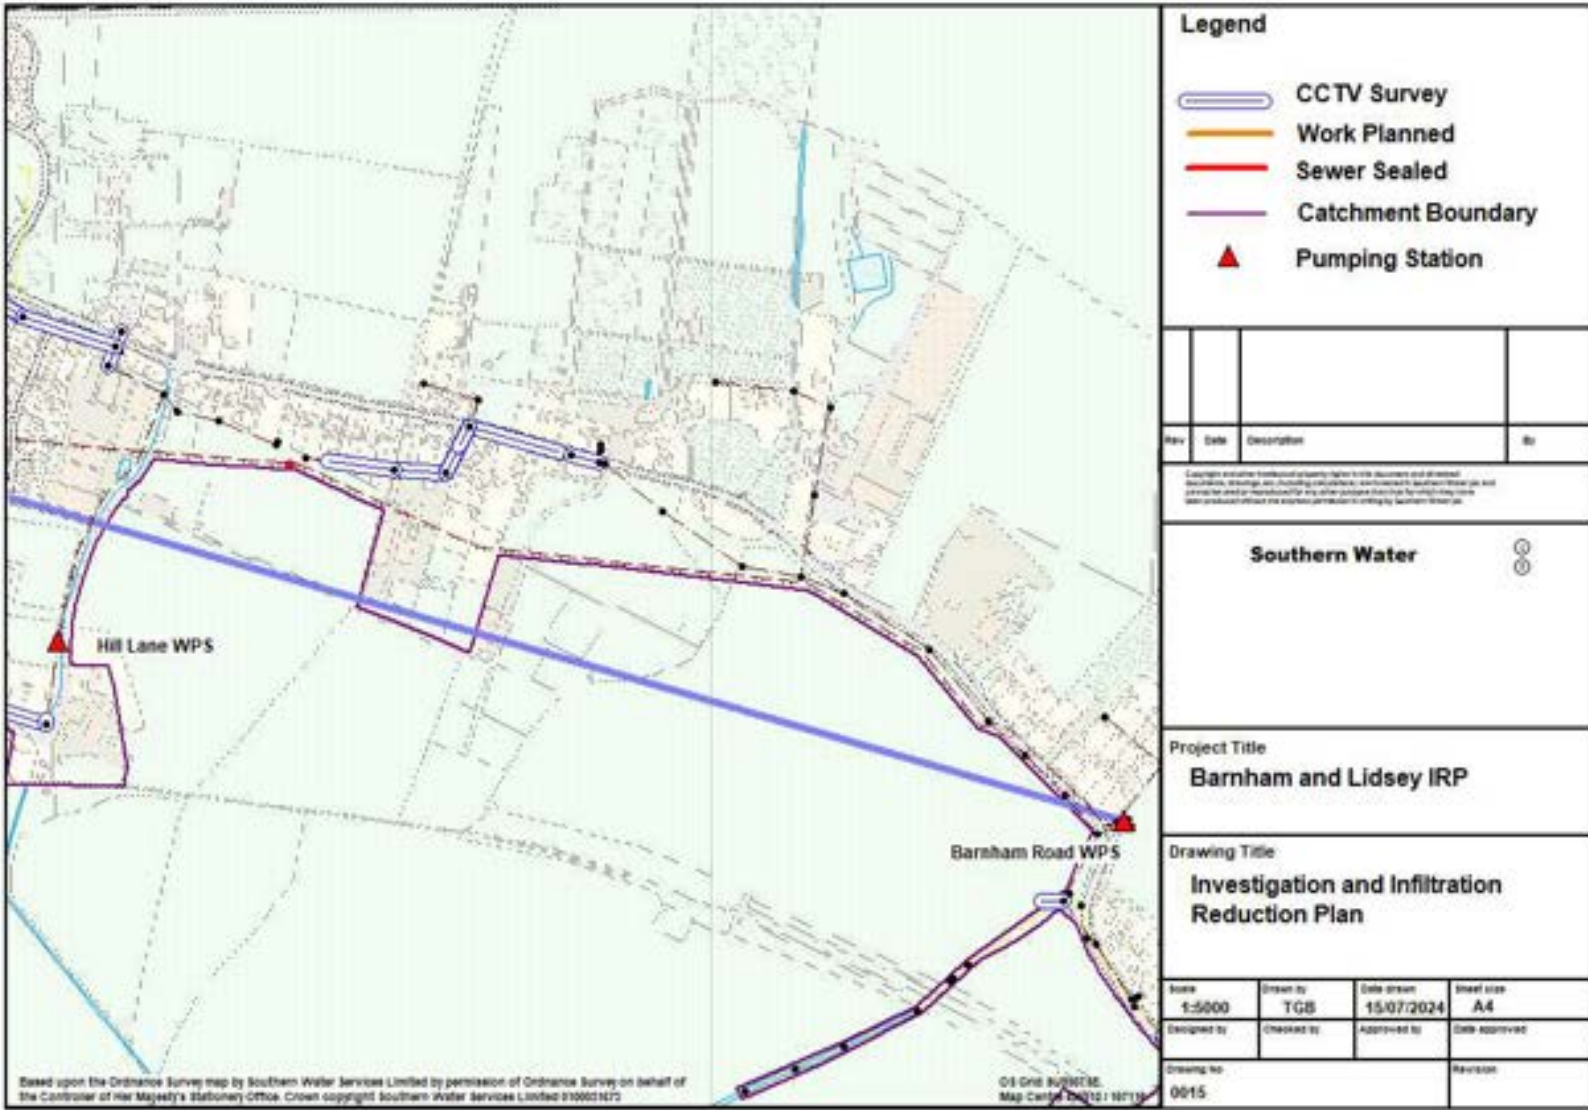 Hill Lane WPS
Barnham Road WPS
Based upon the Ordnance Survey map by Southern Water Services Limited by permission of Ordnance Survey on behalf of
the Controller of Her Majesty's Stationery Office. Crown copyright Southern Water Services Limited
OS Grid
Map Centre
Legend
CCTV Survey
Work Planned
Sewer Sealed
Catchment Boundary
Pumping Station
Rev Date Description By
Southern Water
Project Title
Barnham and Lidsey IRP
Drawing Title
Investigation and Infiltration
Reduction Plan
Scale Drawn by Date drawn Sheet size
1:5000 TGB 15/07/2024 A4
Designed by Checked by Approved by Date approved
Drawing No Revision
0015